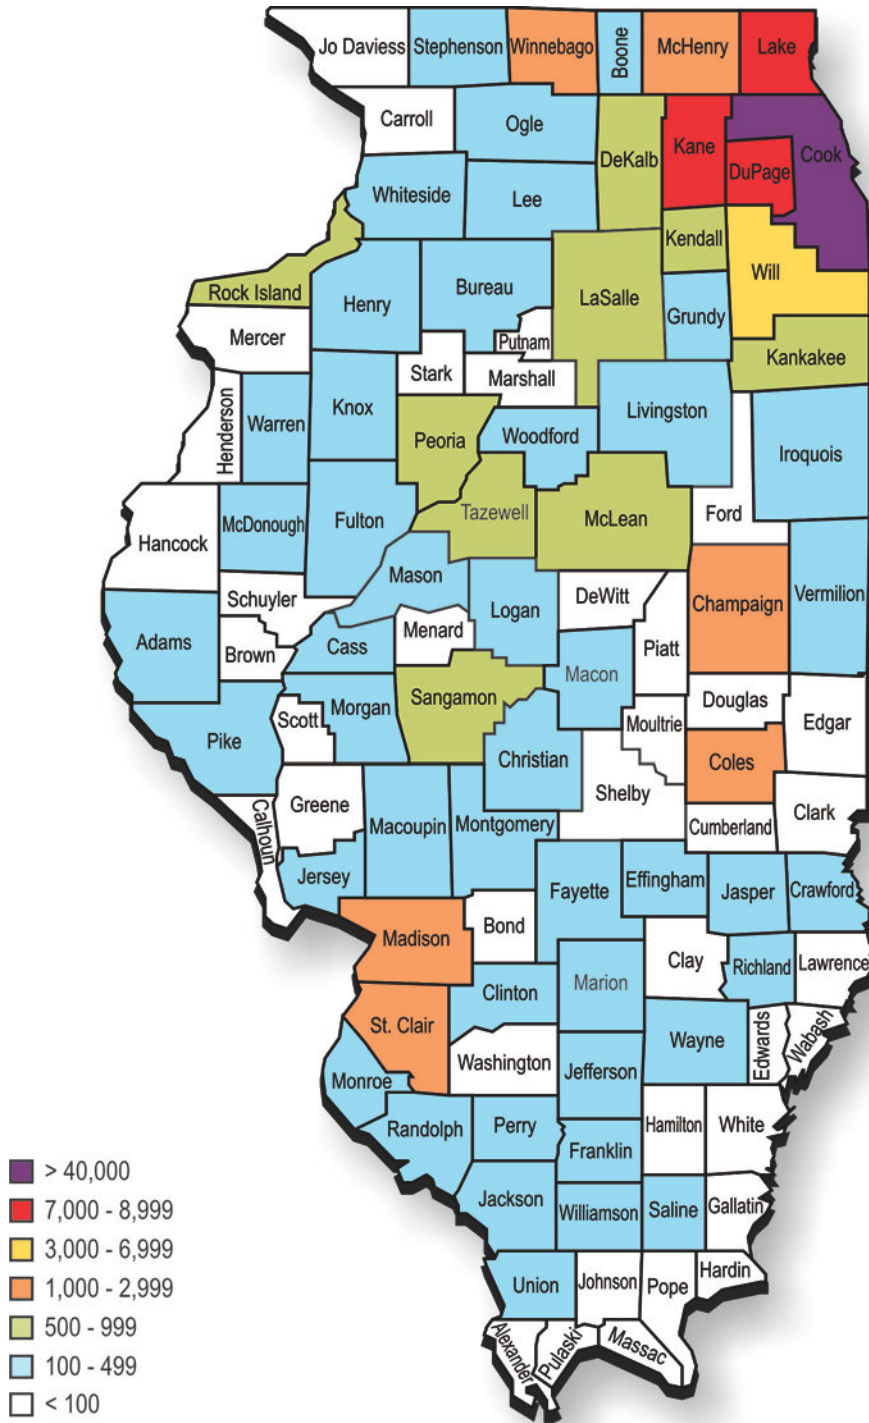 Jo Daviess
Stephenson
Winnebago
Boone
McHenry
Lake
Carroll
Ogle
DeKalb
Kane
Cook
DuPage
Whiteside
Lee
Kendall
Will
Rock Island
Henry
Bureau
LaSalle
Grundy
Mercer
Putnam
Kankakee
Stark
Marshall
Henderson
Warren
Knox
Livingston
Peoria
Woodford
Iroquois
McDonough
Fulton
Tazewell
McLean
Ford
Hancock
Mason
Schuyler
Logan
DeWitt
Champaign
Vermilion
Adams
Brown
Cass
Menard
Piatt
Macon
Scott
Morgan
Sangamon
Douglas
Moultrie
Edgar
Pike
Christian
Coles
Greene
Shelby
Calhoun
Macoupin
Montgomery
Cumberland
Clark
Jersey
Fayette
Effingham
Jasper
Crawford
Madison
Bond
Clay
Richland
Lawrence
Clinton
Marion
St. Clair
Wayne
Edwards
Wabash
Washington
Jefferson
Monroe
Randolph
Perry
Hamilton
White
Franklin
Jackson
Williamson
Saline
Gallatin
Union
Johnson
Pope
Hardin
Alexander
Pulaski
Massac
> 40,000
7,000 - 8,999
3,000 - 6,999
1,000 - 2,999
500 - 999
100 - 499
< 100